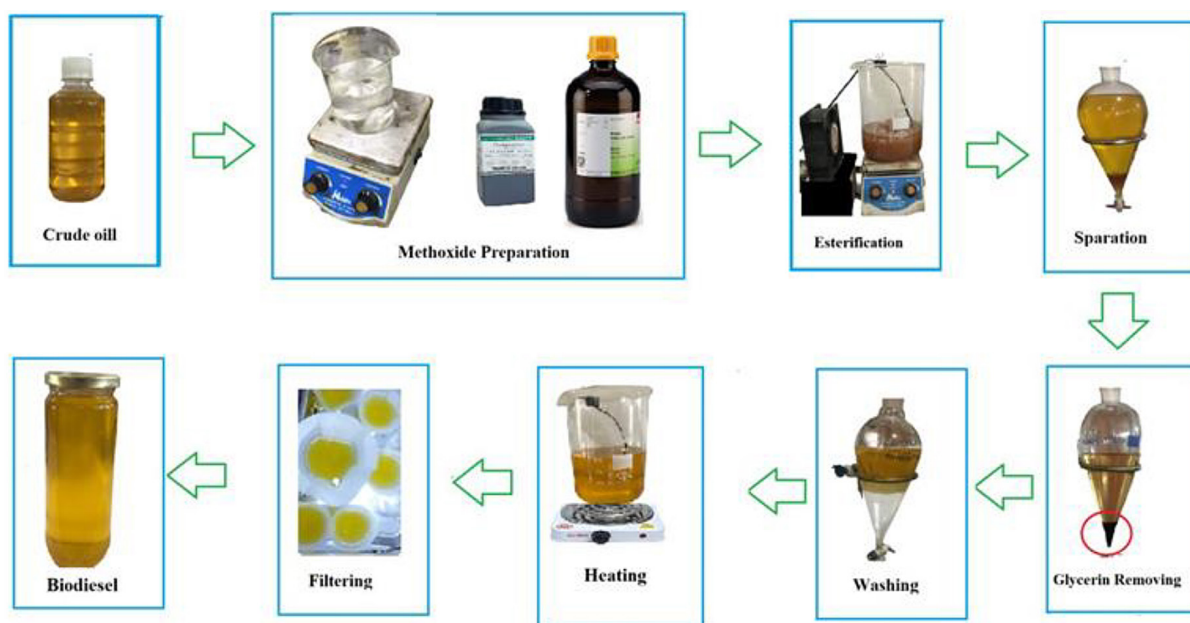 Crude oill
Methoxide Preparation
Esterification
Sparation
Glycerin Removing
Washing
Heating
Filtering
Biodiesel